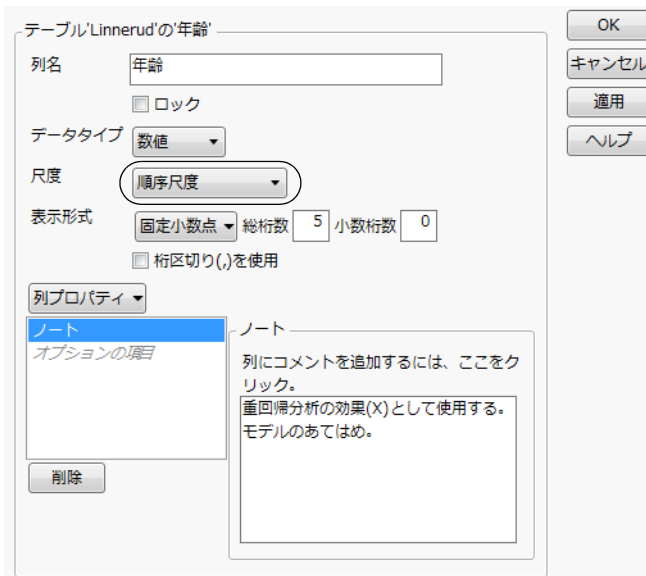 テーブル'Linnerud'の'年齢'
列名 年齢
ロック
データタイプ 数値
尺度 順序尺度
表示形式 固定小数点 総桁数 5 小数桁数 0
桁区切り(,)を使用
列プロパティ
ノート
オプションの項目
削除
ノート
列にコメントを追加するには、ここをク
リック。
重回帰分析の効果(X)として使用する。
モデルのあてはめ。
OK
キャンセル
適用
ヘルプ